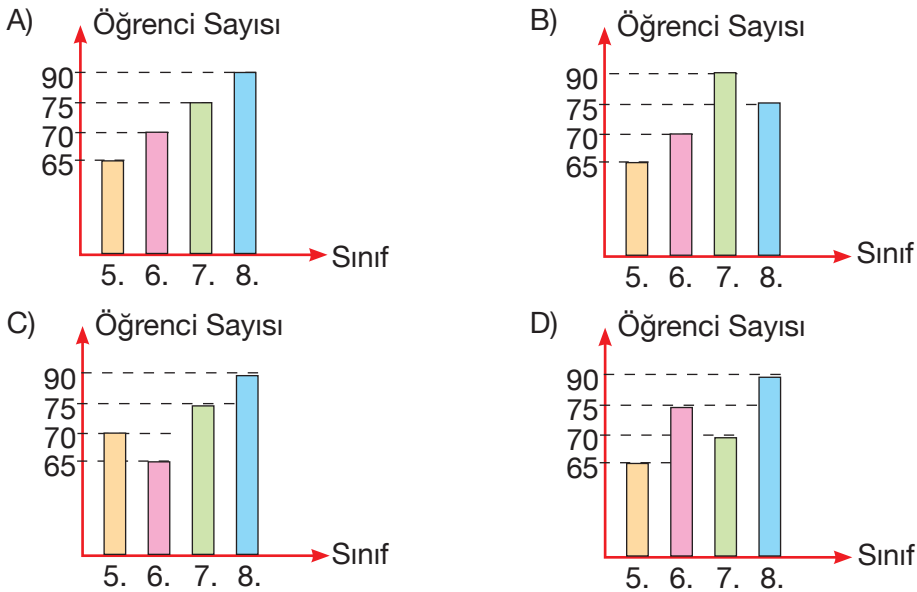 A) Öğrenci Sayısı
90
75
70
65
5. 6. 7. 8. Sınıf
B) Öğrenci Sayısı
90
75
70
65
5. 6. 7. 8. Sınıf
C) Öğrenci Sayısı
90
75
70
65
5. 6. 7. 8. Sınıf
D) Öğrenci Sayısı
90
75
70
65
5. 6. 7. 8. Sınıf